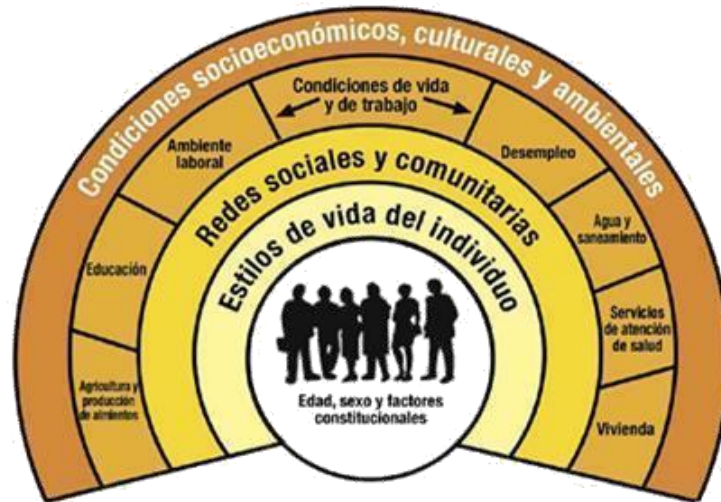 Condiciones socioeconómicos, culturales y ambientales
Condiciones de vida
y de trabajo
Ambiente
laboral
Desempleo
Redes sociales y comunitarias
Agua y
saneamiento
Estilos de vida del individuo
Educación
Servicios
de atención
de salud
Agricultura y
producción
de alimientos
Edad, sexo y factores
constitucionales
Vivienda